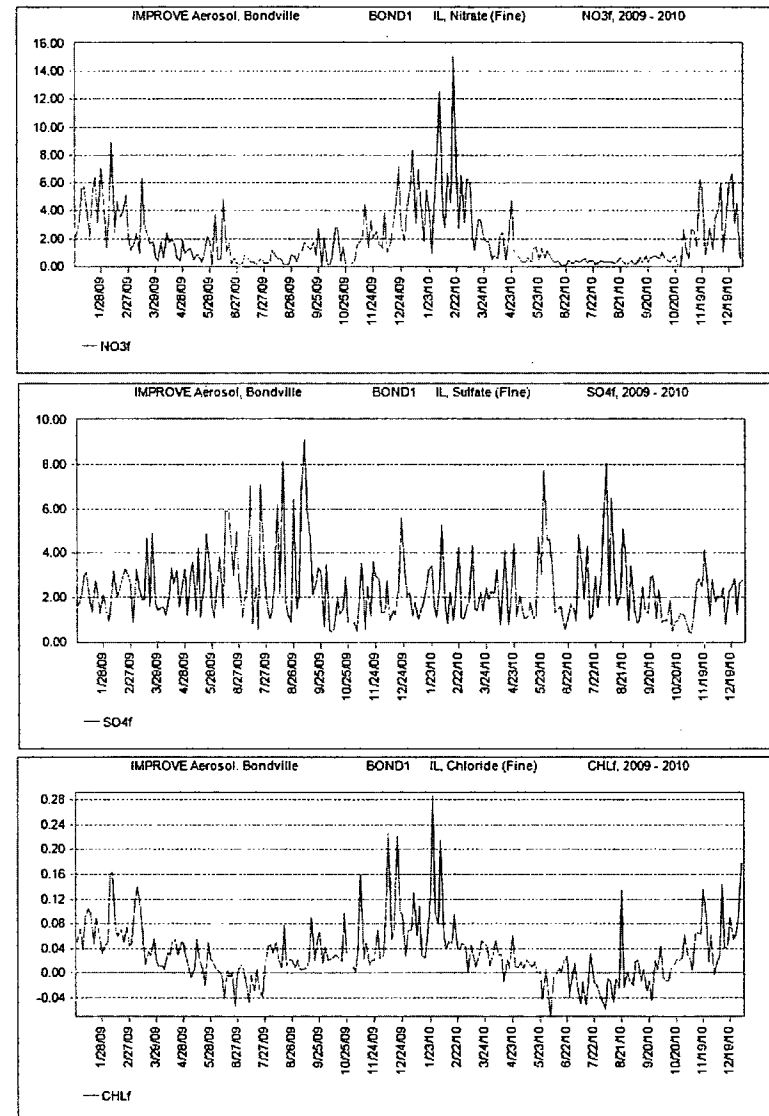 IMPROVE Aerosol, Bondville BOND1 IL, Nitrate (Fine) NO3f, 2009 - 2010
16.00
14.00
12.00
10.00
8.00
6.00
4.00
2.00
0.00
1/28/09 2/27/09 3/29/09 4/28/09 5/28/09 6/27/09 7/27/09 8/26/09 9/25/09 10/25/09 11/24/09 12/24/09 1/23/10 2/22/10 3/24/10 4/23/10 5/23/10 6/22/10 7/22/10 8/21/10 9/20/10 10/20/10 11/19/10 12/19/10
NO3f
IMPROVE Aerosol, Bondville BOND1 IL, Sulfate (Fine) SO4f, 2009 - 2010
10.00
8.00
6.00
4.00
2.00
0.00
1/28/09 2/27/09 3/29/09 4/28/09 5/28/09 6/27/09 7/27/09 8/26/09 9/25/09 10/25/09 11/24/09 12/24/09 1/23/10 2/22/10 3/24/10 4/23/10 5/23/10 6/22/10 7/22/10 8/21/10 9/20/10 10/20/10 11/19/10 12/19/10
SO4f
IMPROVE Aerosol. Bondville BOND1 IL, Chloride (Fine) CHLf, 2009 - 2010
0.28
0.24
0.20
0.16
0.12
0.08
0.04
0.00
-0.04
1/28/09 2/27/09 3/29/09 4/28/09 5/28/09 6/27/09 7/27/09 8/26/09 9/25/09 10/25/09 11/24/09 12/24/09 1/23/10 2/22/10 3/24/10 4/23/10 5/23/10 6/22/10 7/22/10 8/21/10 9/20/10 10/20/10 11/19/10 12/19/10
CHLf